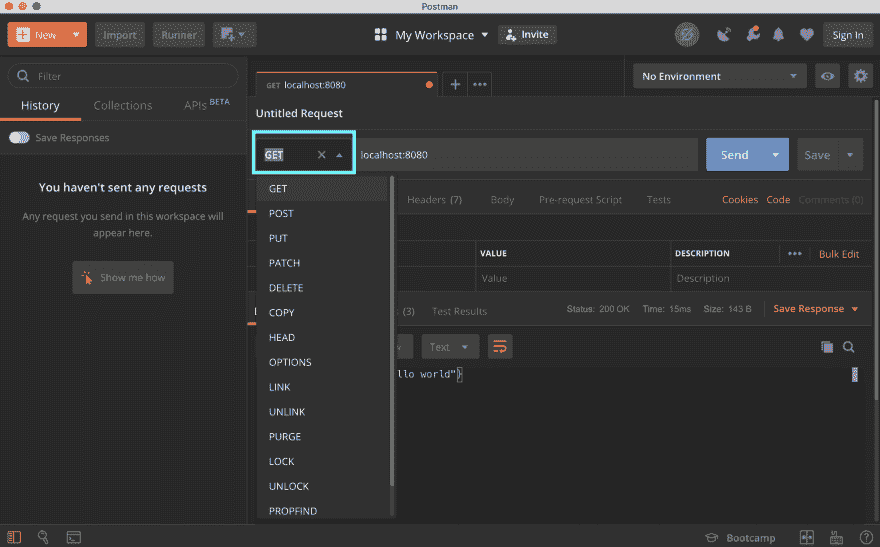 Postman
New Import Runner My Workspace Invite Sign In
Filter
History Collections APIs BETA
Save Responses
You haven't sent any requests
Any request you send in this workspace will
appear here.
Show me how
GET localhost:8080
No Environment
Untitled Request
GET localhost:8080 Send Save
Headers (7) Body Pre-request Script Tests Cookies Code Comments (0)
VALUE DESCRIPTION Bulk Edit
Value Description
(3) Test Results Status: 200 OK Time: 15ms Size: 143 B Save Response
Text
llo world"}
GET
POST
PUT
PATCH
DELETE
COPY
HEAD
OPTIONS
LINK
UNLINK
PURGE
LOCK
UNLOCK
PROPFIND
Bootcamp